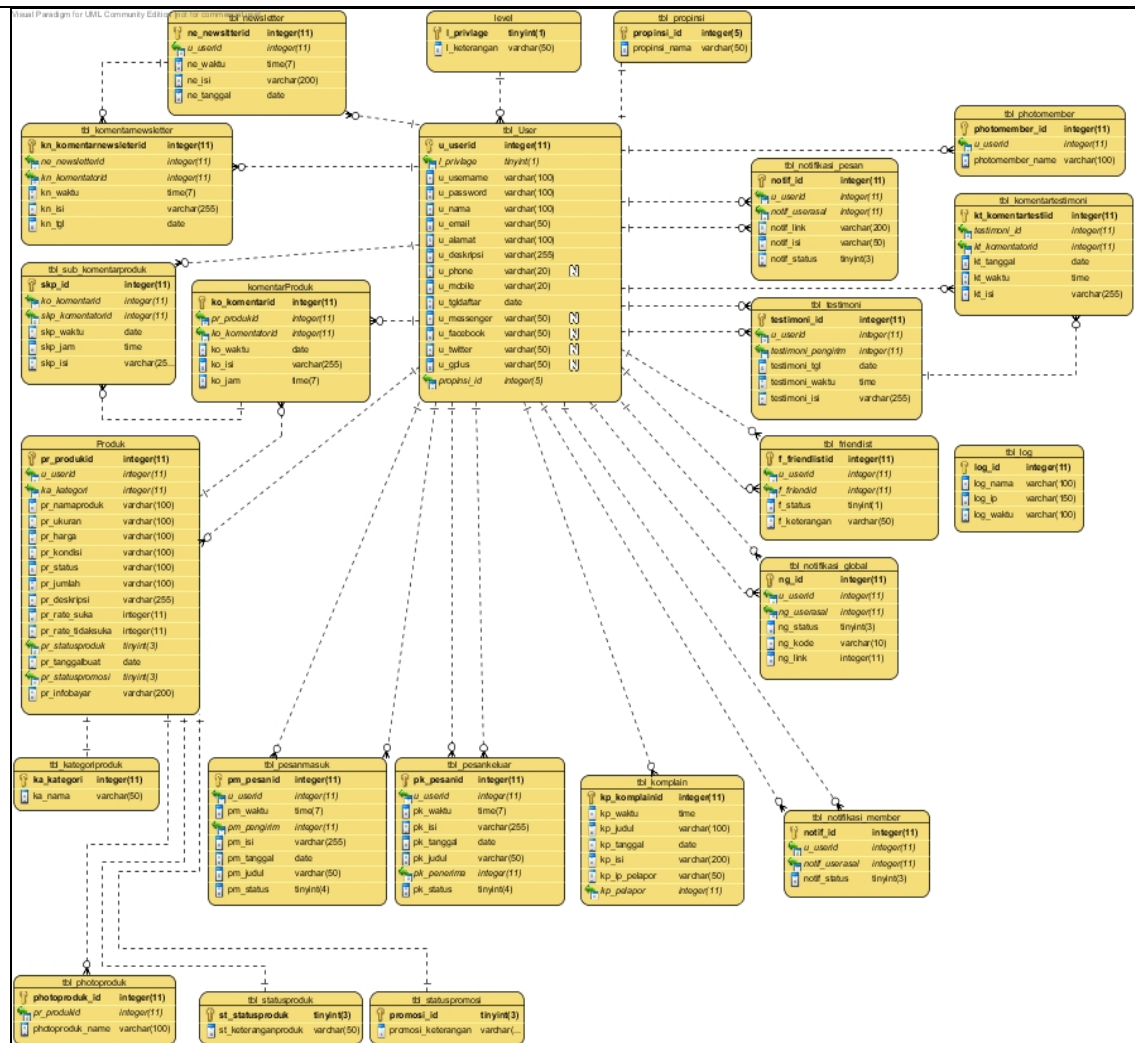 Visual Paradigm for UML Community Edition [not for commercial use]
tbl_newsletter
ne_newsltterid integer(11)
u_userid integer(11)
ne_waktu time(7)
ne_isi varchar(200)
ne_tanggal date
level
l_privlage tinyint(1)
l_keterangan varchar(50)
tbl_propinsi
propinsi_id integer(5)
propinsi_nama varchar(50)
tbl_komentarnewsletter
kn_komentarnewsleterid integer(11)
ne_newsletterid integer(11)
kn_komentatorid integer(11)
kn_waktu time(7)
kn_isi varchar(255)
kn_tgl date
tbl_User
u_userid integer(11)
l_privlage tinyint(1)
u_username varchar(100)
u_password varchar(100)
u_nama varchar(100)
u_email varchar(50)
u_alamat varchar(100)
u_deskripsi varchar(255)
u_phone varchar(20) N
u_mobile varchar(20)
u_tgldaftar date
u_messenger varchar(50) N
u_facebook varchar(50) N
u_twitter varchar(50) N
u_gplus varchar(50) N
propinsi_id integer(5)
tbl_photomember
photomember_id integer(11)
u_userid integer(11)
photomember_name varchar(100)
tbl_notifikasi_pesan
notif_id integer(11)
u_userid integer(11)
notif_userasal integer(11)
notif_link varchar(200)
notif_isi varchar(50)
notif_status tinyint(3)
tbl_komentartestimoni
kt_komentartestiid integer(11)
testimoni_id integer(11)
kt_komentatorid integer(11)
kt_tanggal date
kt_waktu time
kt_isi varchar(255)
tbl_sub_komentarproduk
skp_id integer(11)
ko_komentarid integer(11)
skp_komentatorid integer(11)
skp_waktu date
skp_jam time
skp_isi varchar(25...
komentarProduk
ko_komentarid integer(11)
pr_produkid integer(11)
ko_komentatorid integer(11)
ko_waktu date
ko_isi varchar(255)
ko_jam time(7)
tbl_testimoni
testimoni_id integer(11)
u_userid integer(11)
testimoni_pengirim integer(11)
testimoni_tgl date
testimoni_waktu time
testimoni_isi varchar(255)
Produk
pr_produkid integer(11)
u_userid integer(11)
ka_kategori integer(11)
pr_namaproduk varchar(100)
pr_ukuran varchar(100)
pr_harga varchar(100)
pr_kondisi varchar(100)
pr_status varchar(100)
pr_jumlah varchar(100)
pr_deskripsi varchar(255)
pr_rate_suka integer(11)
pr_rate_tidaksuka integer(11)
pr_statusproduk tinyint(3)
pr_tanggalbuat date
pr_statuspromosi tinyint(3)
pr_infobayar varchar(200)
tbl_friendlist
f_friendlistid integer(11)
u_userid integer(11)
f_friendid integer(11)
f_status tinyint(1)
f_keterangan varchar(50)
tbl_log
log_id integer(11)
log_nama varchar(100)
log_ip varchar(150)
log_waktu varchar(100)
tbl_notifikasi_global
ng_id integer(11)
u_userid integer(11)
ng_userasal integer(11)
ng_status tinyint(3)
ng_kode varchar(10)
ng_link integer(11)
tbl_kategoriproduk
ka_kategori integer(11)
ka_nama varchar(50)
tbl_pesanmasuk
pm_pesanid integer(11)
u_userid integer(11)
pm_waktu time(7)
pm_pengirim integer(11)
pm_isi varchar(255)
pm_tanggal date
pm_judul varchar(50)
pm_status tinyint(4)
tbl_pesankeluar
pk_pesanid integer(11)
u_userid integer(11)
pk_waktu time(7)
pk_isi varchar(255)
pk_tanggal date
pk_judul varchar(50)
pk_penerima integer(11)
pk_status tinyint(4)
tbl_komplain
kp_komplainid integer(11)
kp_waktu time
kp_judul varchar(100)
kp_tanggal date
kp_isi varchar(200)
kp_ip_pelapor varchar(50)
kp_pelapor integer(11)
tbl_notifikasi_member
notif_id integer(11)
u_userid integer(11)
notif_userasal integer(11)
notif_status tinyint(3)
tbl_photoproduk
photoproduk_id integer(11)
pr_produkid integer(11)
photoproduk_name varchar(100)
tbl_statusproduk
st_statusproduk tinyint(3)
st_keteranganproduk varchar(50)
tbl_statuspromosi
promosi_id tinyint(3)
promosi_keterangan varchar(...